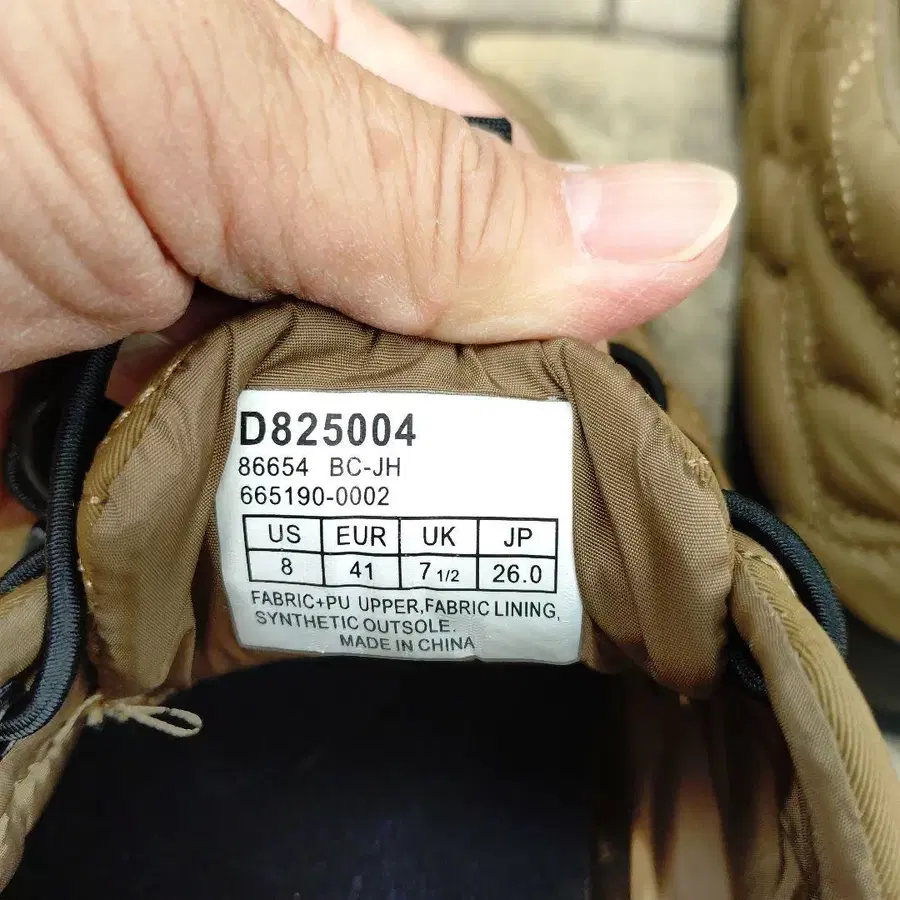 D825004
86654 BC-JH
665190-0002
US EUR UK JP
8 41 7 1/2 26.0
FABRIC+PU UPPER,FABRIC LINING,
SYNTHETIC OUTSOLE.
MADE IN CHINA